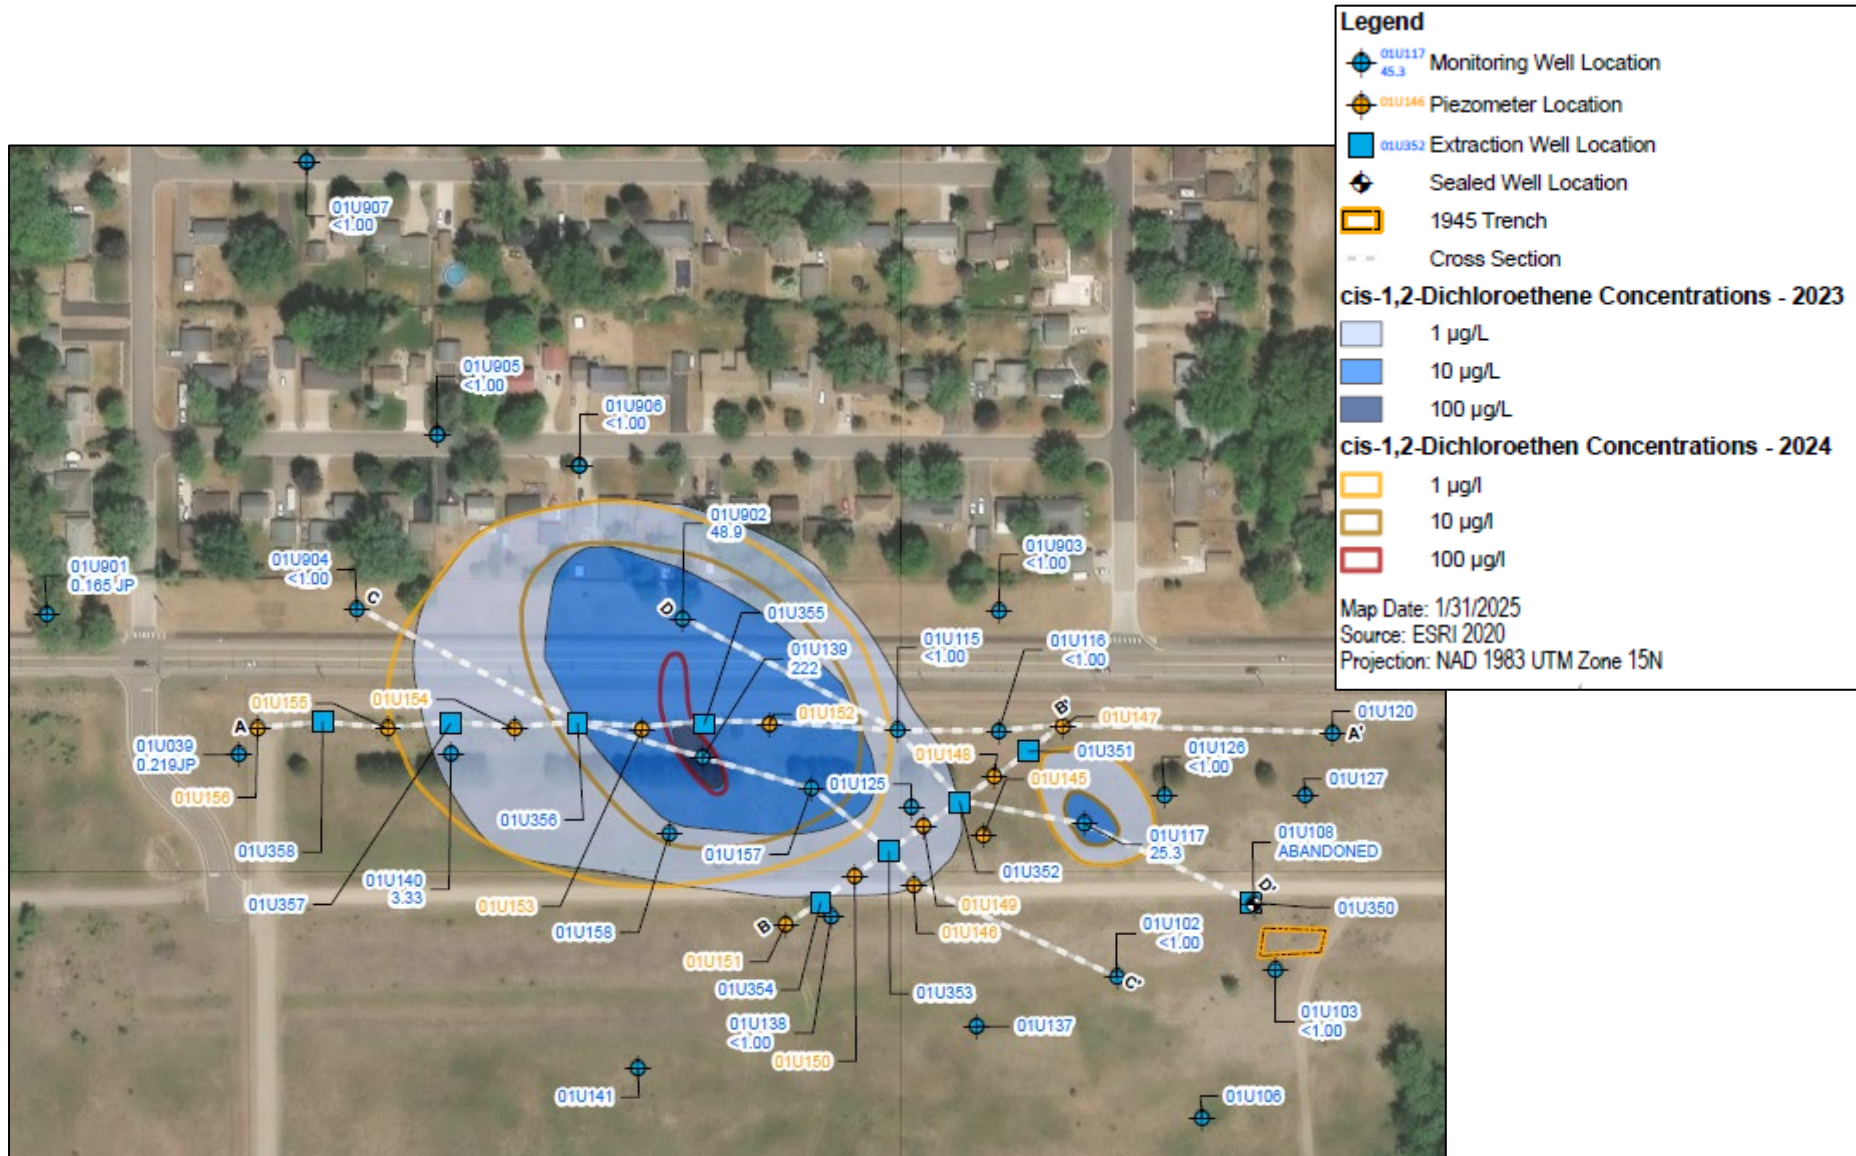 Legend
01U117
45.3
Monitoring Well Location
01U146 Piezometer Location
01U352 Extraction Well Location
Sealed Well Location
1945 Trench
Cross Section
cis-1,2-Dichloroethene Concentrations - 2023
1 µg/L
10 µg/L
100 µg/L
cis-1,2-Dichloroethen Concentrations - 2024
1 µg/l
10 µg/l
100 µg/l
Map Date: 1/31/2025
Source: ESRI 2020
Projection: NAD 1983 UTM Zone 15N
01U907
<1.00
01U905
<1.00
01U906
<1.00
01U902
48.9
01U903
<1.00
01U904
<1.00
01U901
0.165 JP
C
D
01U355
01U139
222
01U115
<1.00
01U116
<1.00
01U155
01U154
A
01U152
B'
01U147
01U120
A'
01U039
0.219JP
01U148
01U351
01U126
<1.00
01U145
01U127
01U125
01U156
01U356
01U117
25.3
01U108
ABANDONED
01U358
01U157
01U352
01U140
3.33
D'
01U357
01U153
01U149
01U350
01U158
B
01U146
01U102
<1.00
01U151
C'
01U354
01U353
01U138
<1.00
01U137
01U103
<1.00
01U150
01U141
01U106